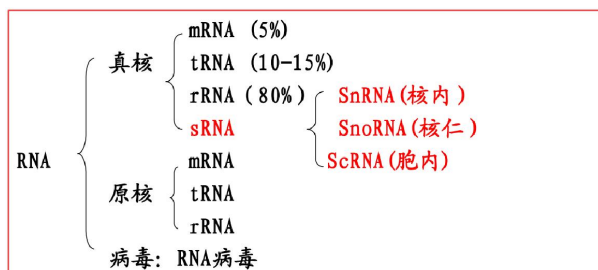 mRNA (5%)
真核 tRNA (10-15%)
rRNA (80%) SnRNA(核内)
sRNA SnoRNA(核仁)
RNA mRNA ScRNA(胞内)
原核 tRNA
rRNA
病毒: RNA病毒